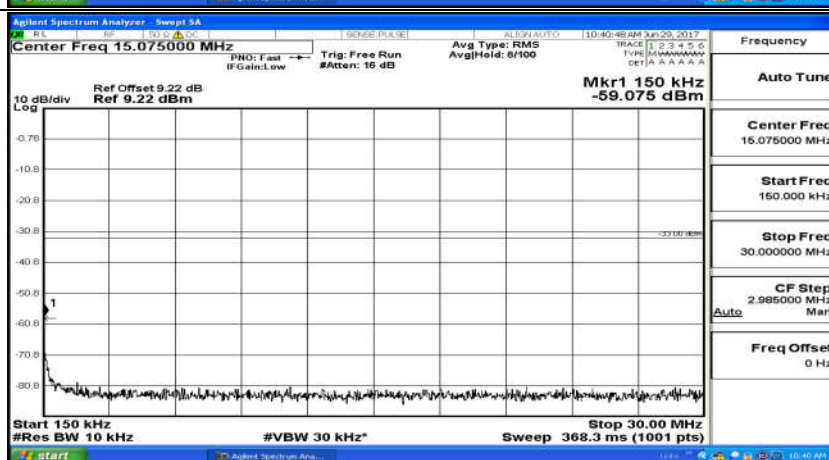 Agilent Spectrum Analyzer - Swept SA
RL RF 50 Ω DC SENSE:PULSE ALIGN AUTO 10:40:48 AM Jun 29, 2017
Center Freq 15.075000 MHz
PNO: Fast
IFGain:Low
Trig: Free Run
#Atten: 16 dB
Avg Type: RMS
Avg|Hold: 8/100
TRACE 1 2 3 4 5 6
TYPE MWWWWW
DET A A A A A A
Ref Offset 9.22 dB
Ref 9.22 dBm
10 dB/div
Log
Mkr1 150 kHz
-59.075 dBm
-0.78
-10.8
-20.8
-30.8
-33.00 dBm
-40.8
-50.8
1
-60.8
-70.8
-80.8
Start 150 kHz
Stop 30.00 MHz
#Res BW 10 kHz
#VBW 30 kHz*
Sweep 368.3 ms (1001 pts)
Frequency
Auto Tune
Center Freq
15.075000 MHz
Start Freq
150.000 kHz
Stop Freq
30.000000 MHz
CF Step
2.985000 MHz
Auto Man
Freq Offset
0 Hz
start
Agilent Spectrum Ana...
10:40 AM